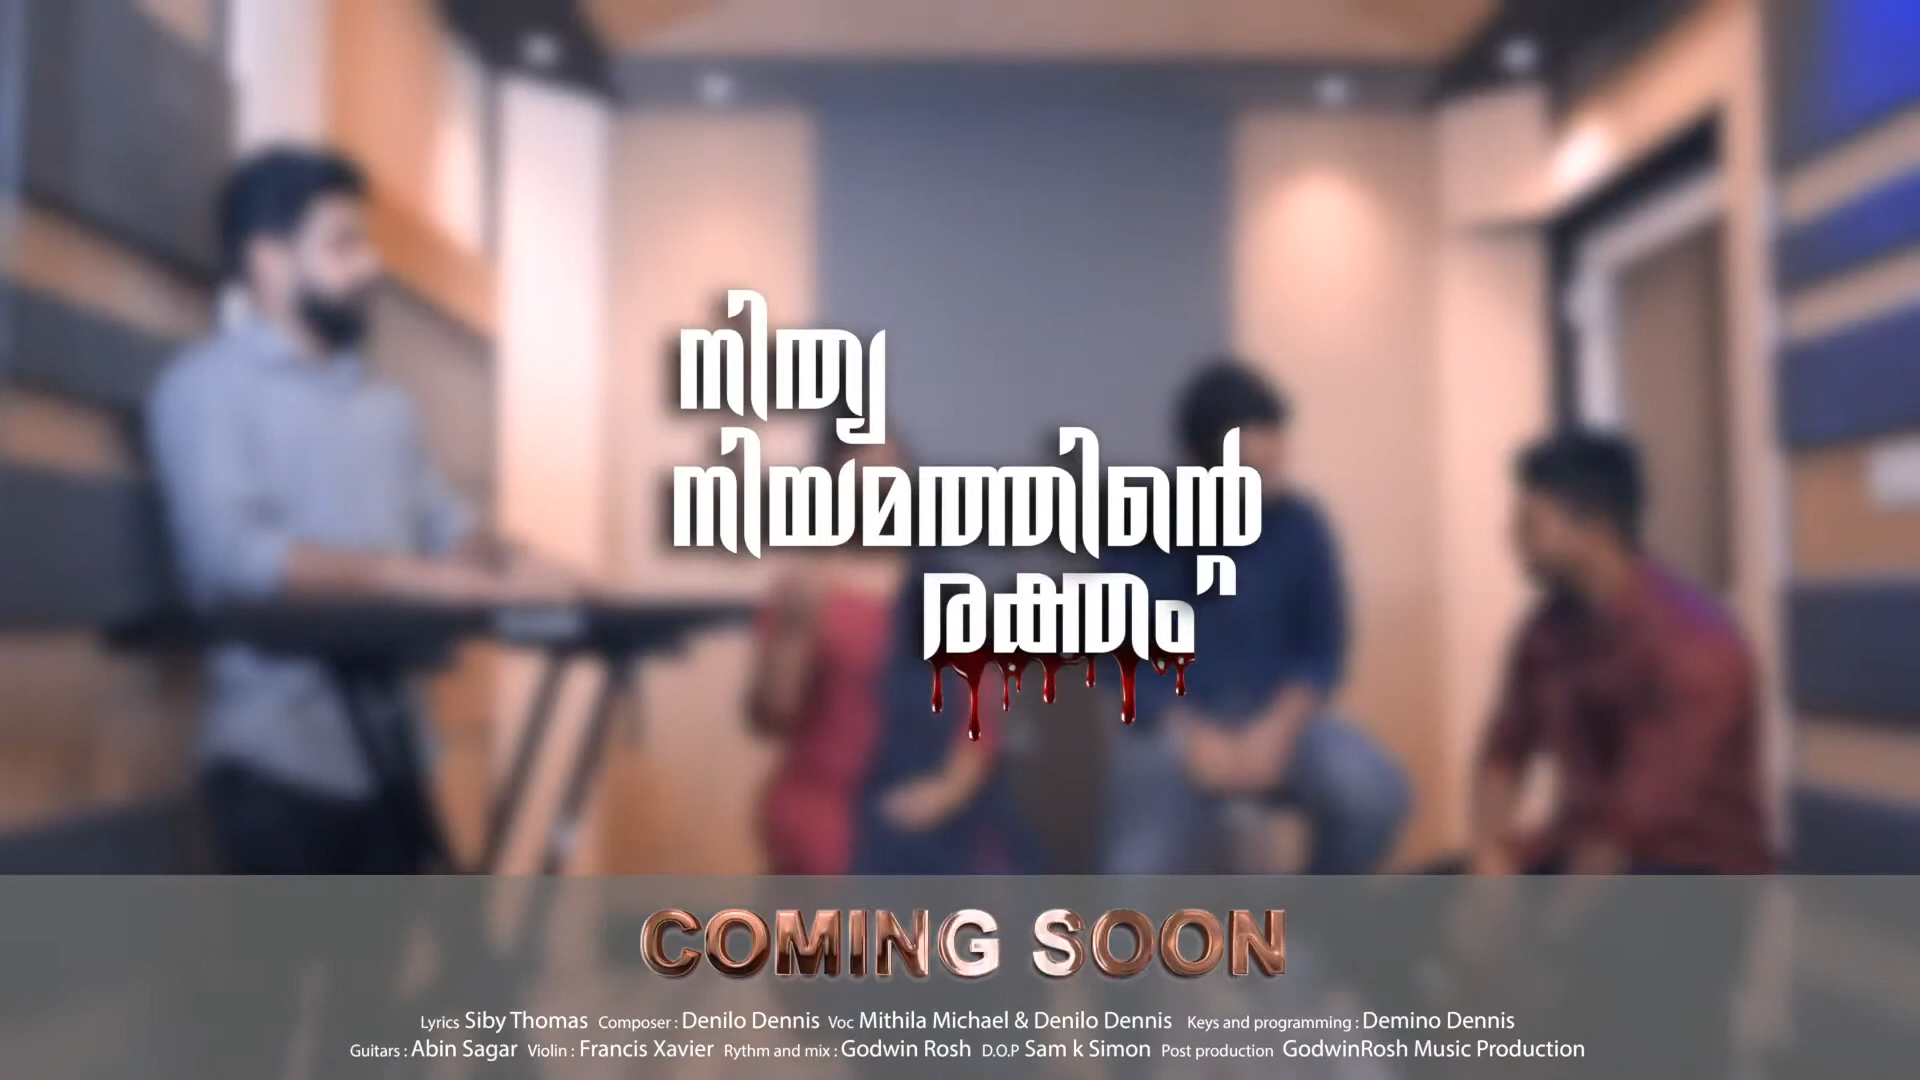 നിത്യ
നിയമത്തിന്റെ
രക്തം
COMING SOON
Lyrics Siby Thomas Composer : Denilo Dennis Voc Mithila Michael & Denilo Dennis Keys and programming : Demino Dennis
Guitars : Abin Sagar Violin : Francis Xavier Rythm and mix : Godwin Rosh D.O.P Sam k Simon Post production GodwinRosh Music Production